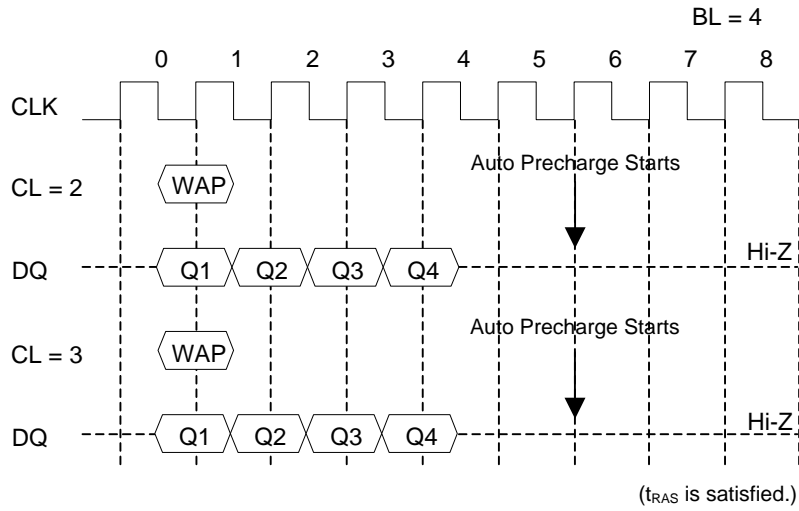 BL = 4
0 1 2 3 4 5 6 7 8
CLK
Auto Precharge Starts
CL = 2 WAP
Hi-Z
DQ Q1 Q2 Q3 Q4
Auto Precharge Starts
CL = 3 WAP
Hi-Z
DQ Q1 Q2 Q3 Q4
(tRAS is satisfied.)